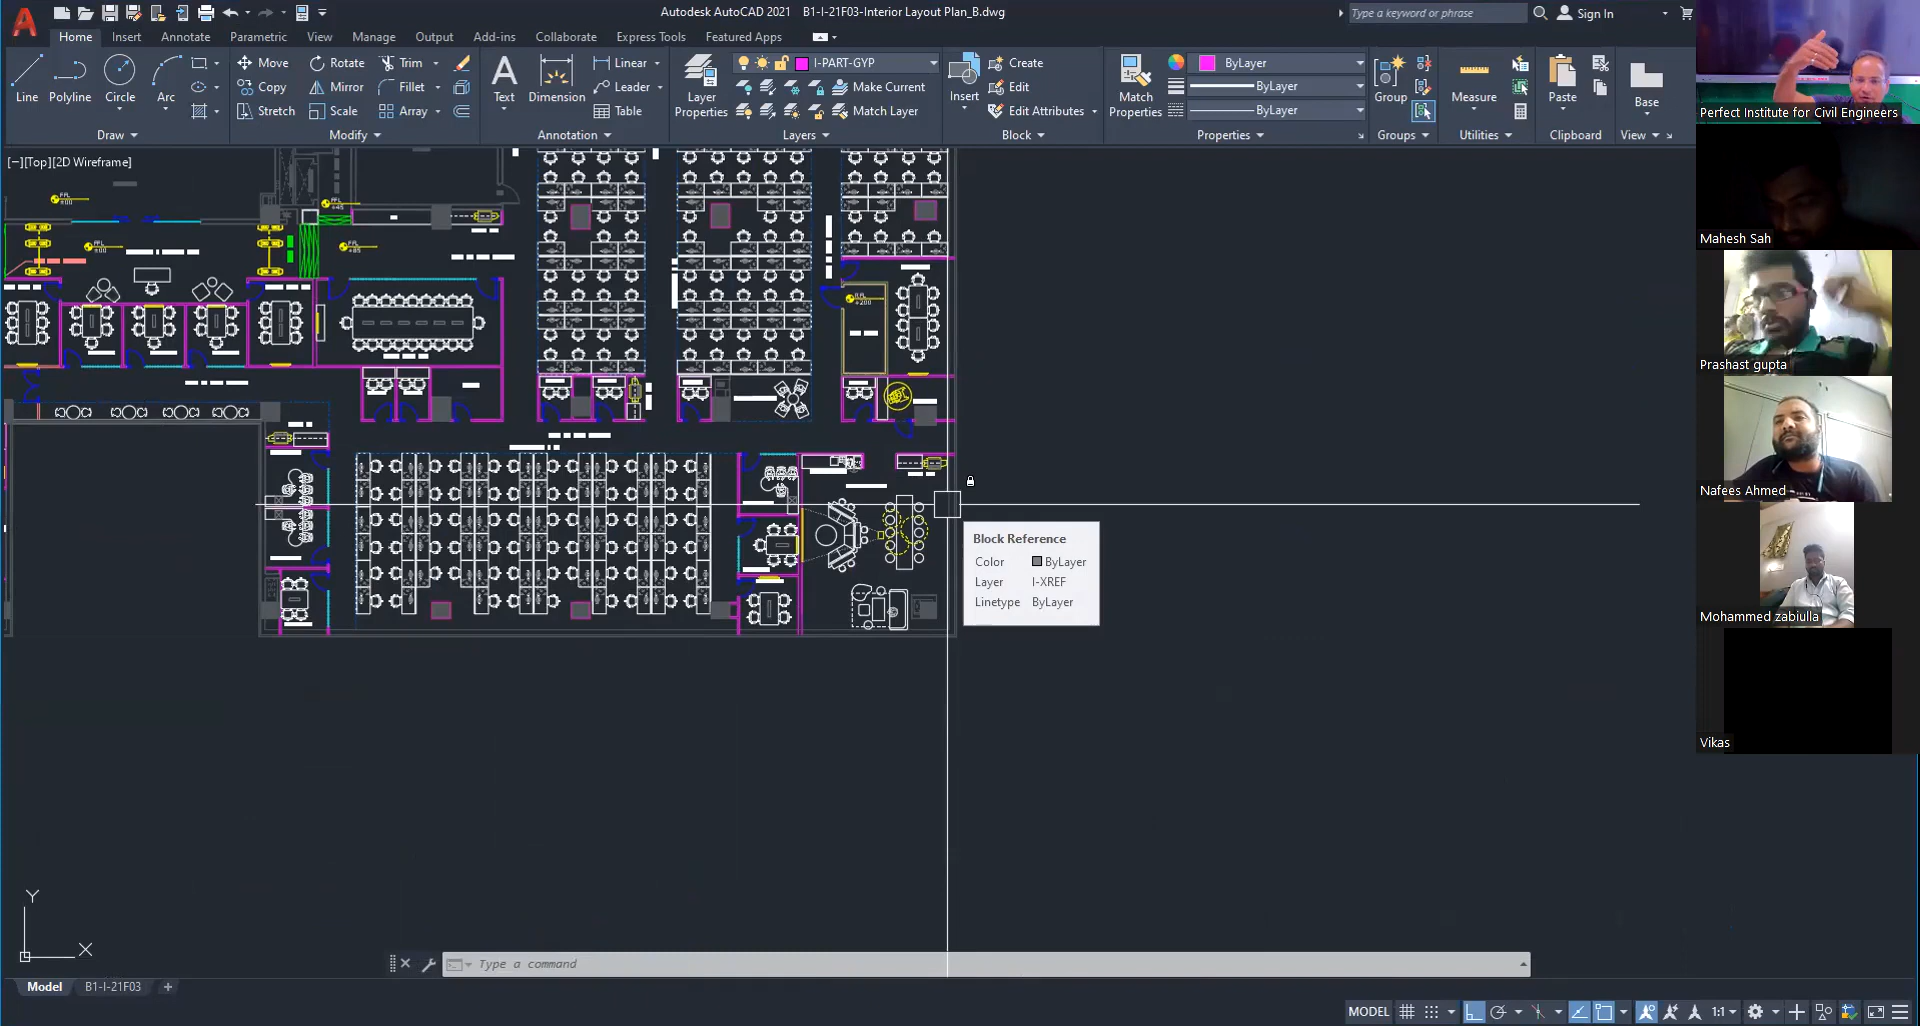 Autodesk AutoCAD 2021 B1-I-21F03-Interior Layout Plan_B.dwg
Type a keyword or phrase
Sign In
Home Insert Annotate Parametric View Manage Output Add-ins Collaborate Express Tools Featured Apps
Line Polyline Circle Arc
Draw
Move Rotate Trim
Copy Mirror Fillet
Stretch Scale Array
Modify
Text Dimension
Linear
Leader
Table
Annotation
Layer Properties
I-PART-GYP
Make Current
Match Layer
Layers
Insert
Create
Edit
Edit Attributes
Block
Match Properties
ByLayer
ByLayer
ByLayer
Properties
Group
Groups
Measure
Utilities
Paste
Clipboard
Base
View
[−][Top][2D Wireframe]
Block Reference
Color ByLayer
Layer I-XREF
Linetype ByLayer
Y
X
Type a command
Model B1-I-21F03 +
MODEL
1:1
Perfect Institute for Civil Engineers
Mahesh Sah
Prashast gupta
Nafees Ahmed
Mohammed zabiulla
Vikas